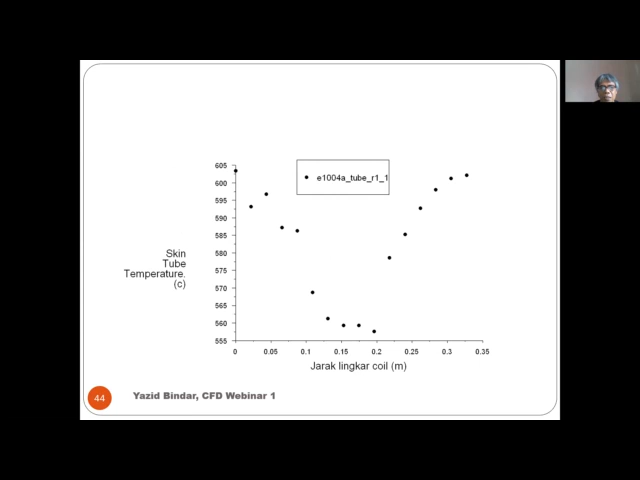 e1004a_tube_r1_1
605
600
595
590
585
580
575
570
565
560
555
Skin
Tube
Temperature.
(c)
0
0.05
0.1
0.15
0.2
0.25
0.3
0.35
Jarak lingkar coil (m)
44
Yazid Bindar, CFD Webinar 1